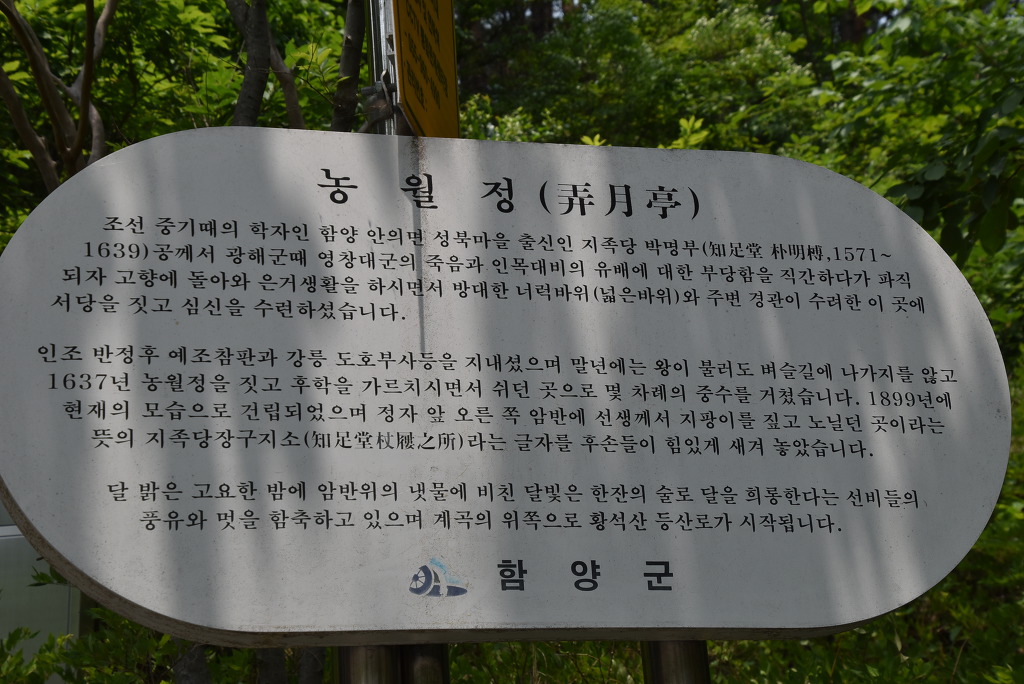 농 월 정 (弄月亭)
조선 중기때의 학자인 함양 안의면 성북마을 출신인 지족당 박명부(知足堂 朴明榑,1571~
1639)공께서 광해군때 영창대군의 죽음과 인목대비의 유배에 대한 부당함을 직간하다가 파직
되자 고향에 돌아와 은거생활을 하시면서 방대한 너럭바위(넓은바위)와 주변 경관이 수려한 이 곳에
서당을 짓고 심신을 수련하셨습니다.
인조 반정후 예조참판과 강릉 도호부사등을 지내셨으며 말년에는 왕이 불러도 벼슬길에 나가지를 않고
1637년 농월정을 짓고 후학을 가르치시면서 쉬던 곳으로 몇 차례의 중수를 거쳤습니다. 1899년에
현재의 모습으로 건립되었으며 정자 앞 오른 쪽 암반에 선생께서 지팡이를 짚고 노닐던 곳이라는
뜻의 지족당장구지소(知足堂杖屨之所)라는 글자를 후손들이 힘있게 새겨 놓았습니다.
달 밝은 고요한 밤에 암반위의 냇물에 비친 달빛은 한잔의 술로 달을 희롱한다는 선비들의
풍유와 멋을 함축하고 있으며 계곡의 위쪽으로 황석산 등산로가 시작됩니다.
함 양 군